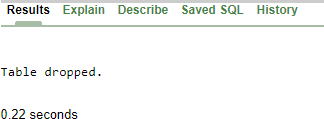 Results Explain Describe Saved SQL History
Table dropped.
0.22 seconds